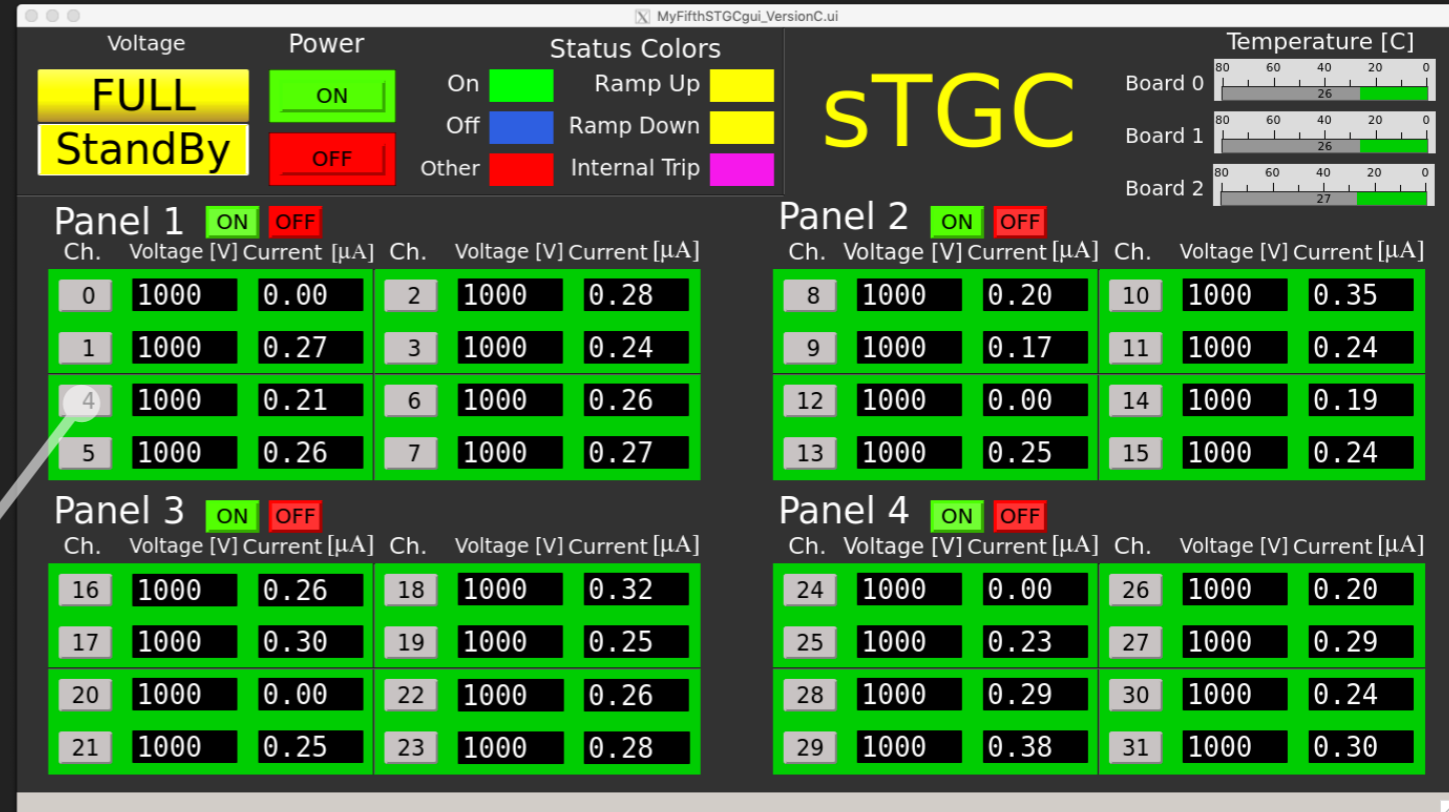 MyFifthSTGCgui_VersionC.ui
Voltage Power Status Colors Temperature [C]
FULL ON On Ramp Up sTGC Board 0 80 60 40 20 0
26
StandBy OFF Off Ramp Down Board 1 80 60 40 20 0
26
Other Internal Trip Board 2 80 60 40 20 0
27
Panel 1 ON OFF
Ch. Voltage [V] Current [μA] Ch. Voltage [V] Current [μA]
0 1000 0.00 2 1000 0.28
1 1000 0.27 3 1000 0.24
4 1000 0.21 6 1000 0.26
5 1000 0.26 7 1000 0.27
Panel 2 ON OFF
Ch. Voltage [V] Current [μA] Ch. Voltage [V] Current [μA]
8 1000 0.20 10 1000 0.35
9 1000 0.17 11 1000 0.24
12 1000 0.00 14 1000 0.19
13 1000 0.25 15 1000 0.24
Panel 3 ON OFF
Ch. Voltage [V] Current [μA] Ch. Voltage [V] Current [μA]
16 1000 0.26 18 1000 0.32
17 1000 0.30 19 1000 0.25
20 1000 0.00 22 1000 0.26
21 1000 0.25 23 1000 0.28
Panel 4 ON OFF
Ch. Voltage [V] Current [μA] Ch. Voltage [V] Current [μA]
24 1000 0.00 26 1000 0.20
25 1000 0.23 27 1000 0.29
28 1000 0.29 30 1000 0.24
29 1000 0.38 31 1000 0.30